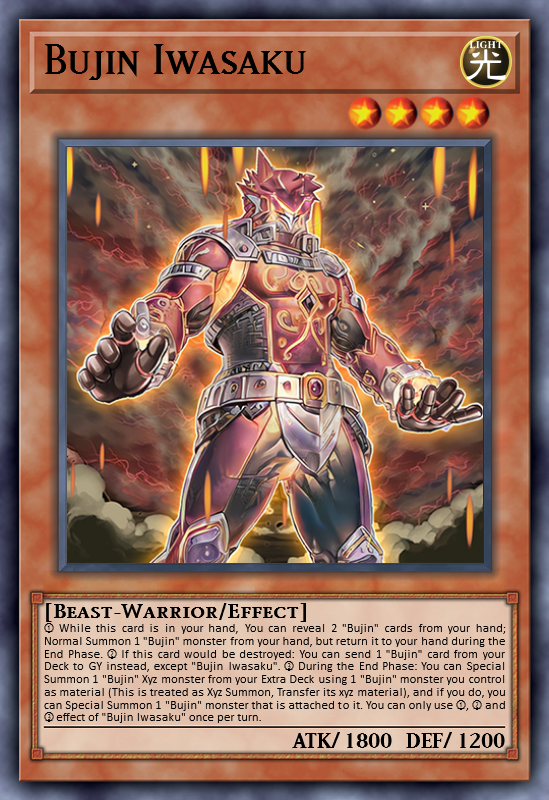 Bujin Iwasaku
LIGHT
光
[Beast-Warrior/Effect]
① While this card is in your hand, You can reveal 2 "Bujin" cards from your hand;
Normal Summon 1 "Bujin" monster from your hand, but return it to your hand during the
End Phase. ② If this card would be destroyed: You can send 1 "Bujin" card from your
Deck to GY instead, except "Bujin Iwasaku". ③ During the End Phase: You can Special
Summon 1 "Bujin" Xyz monster from your Extra Deck using 1 "Bujin" monster you control
as material (This is treated as Xyz Summon, Transfer its xyz material), and if you do, you
can Special Summon 1 "Bujin" monster that is attached to it. You can only use ①, ② and
③ effect of "Bujin Iwasaku" once per turn.
ATK/ 1800 DEF/ 1200